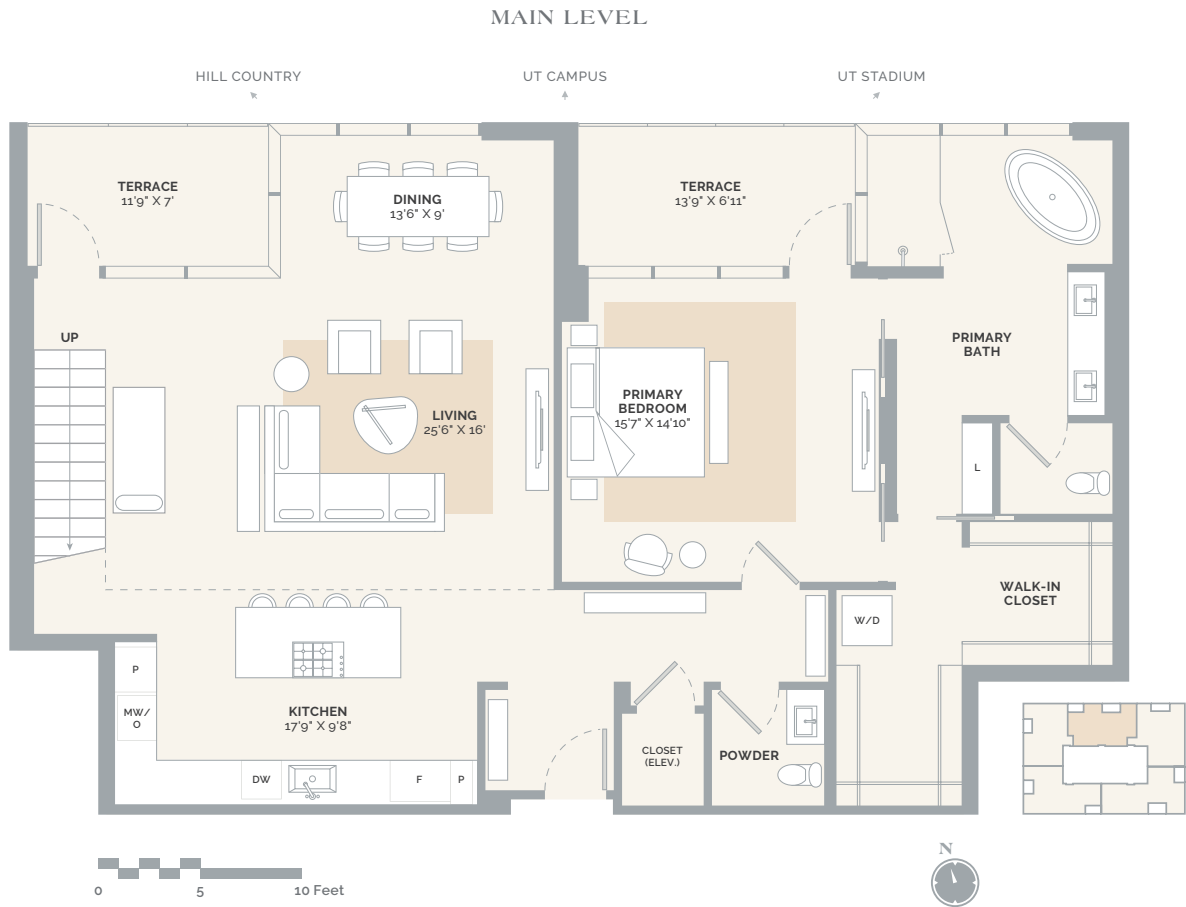 MAIN LEVEL
HILL COUNTRY
UT CAMPUS
UT STADIUM
TERRACE
11'9" X 7'
DINING
13'6" X 9'
TERRACE
13'9" X 6'11"
UP
PRIMARY
BATH
LIVING
25'6" X 16'
PRIMARY
BEDROOM
15'7" X 14'10"
L
WALK-IN
CLOSET
W/D
P
MW/
O
KITCHEN
17'9" X 9'8"
CLOSET
(ELEV.)
POWDER
DW
F
P
0
5
10 Feet
N